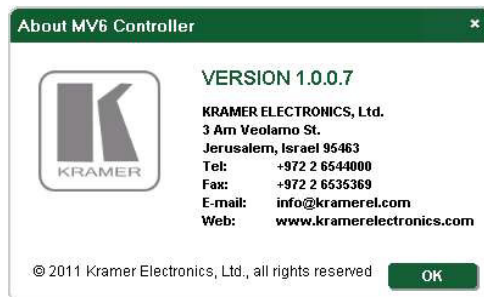 About MV6 Controller ×
VERSION 1.0.0.7
KRAMER ELECTRONICS, Ltd.
3 Am Veolamo St.
Jerusalem, Israel 95463
Tel: +972 2 6544000
Fax: +972 2 6535369
E-mail: info@kramerel.com
Web: www.kramerelectronics.com
KRAMER
© 2011 Kramer Electronics, Ltd., all rights reserved
OK